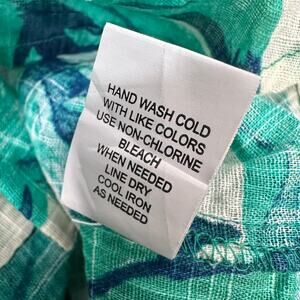 HAND WASH COLD
WITH LIKE COLORS
USE NON-CHLORINE
BLEACH
WHEN NEEDED
LINE DRY
COOL IRON
AS NEEDED